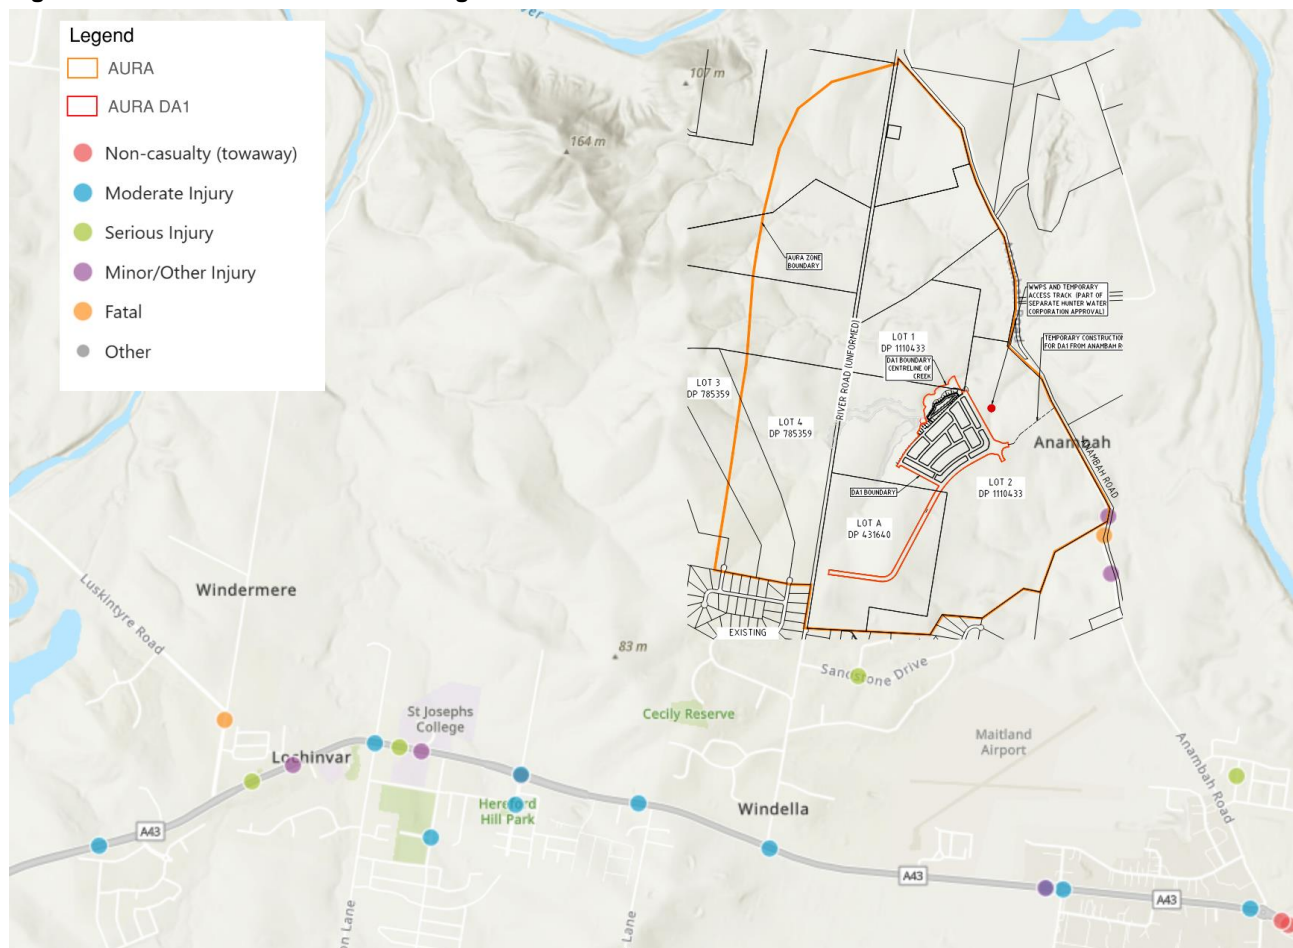 Legend
AURA
AURA DA1
Non-casualty (towaway)
Moderate Injury
Serious Injury
Minor/Other Injury
Fatal
Other
107 m
164 m
AURA ZONE
BOUNDARY
WWPS AND TEMPORARY
ACCESS TRACK (PART OF
SEPARATE HUNTER WATER
CORPORATION APPROVAL)
TEMPORARY CONSTRUCTION
FOR DA1 FROM ANAMBAH R
RIVER ROAD (UNFORMED)
LOT 1
DP 1110433
DA1 BOUNDARY
CENTRELINE OF
CREEK
LOT 3
DP 785359
LOT 4
DP 785359
Anambah
ANAMBAH ROAD
DA1 BOUNDARY
LOT 2
DP 1110433
LOT A
DP 431640
Luskintyre Road
Windermere
EXISTING
83 m
Sandstone Drive
St Josephs
College
Cecily Reserve
Maitland
Airport
Anambah Road
Lochinvar
Hereford
Hill Park
Windella
A43
A43
A43
on Lane
Lane